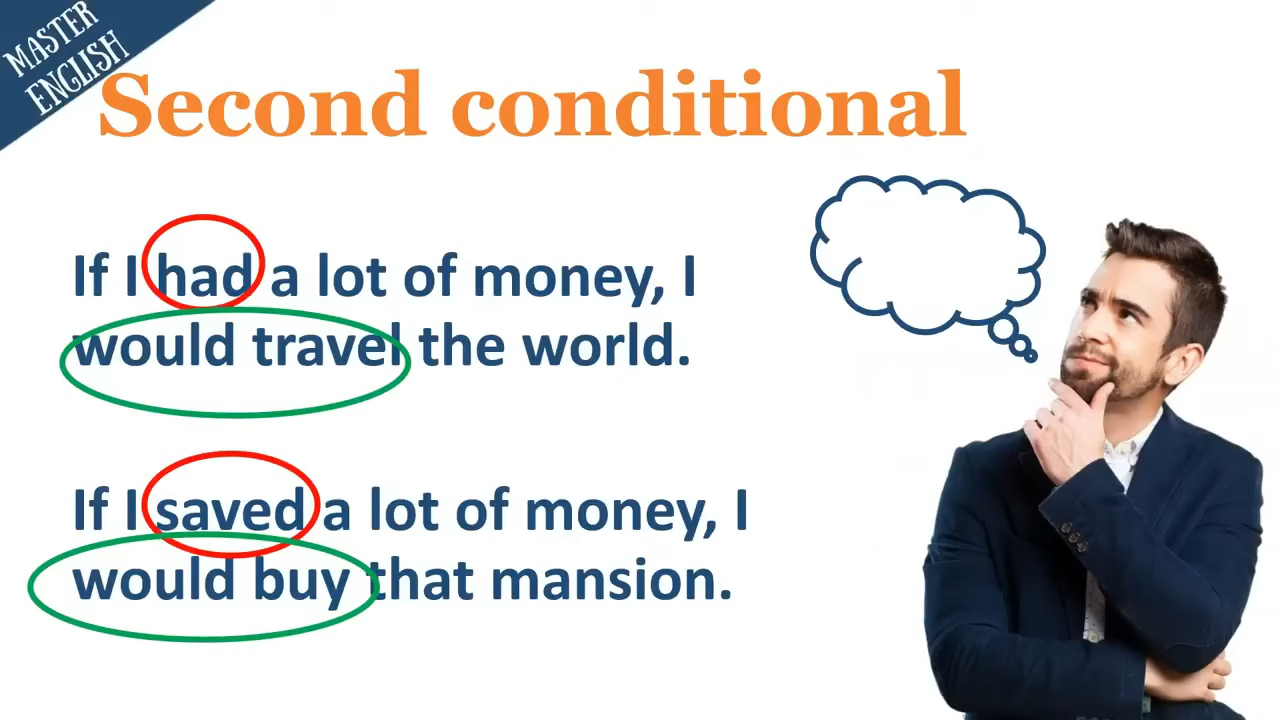 MASTER
ENGLISH
Second conditional
If I had a lot of money, I
would travel the world.
If I saved a lot of money, I
would buy that mansion.